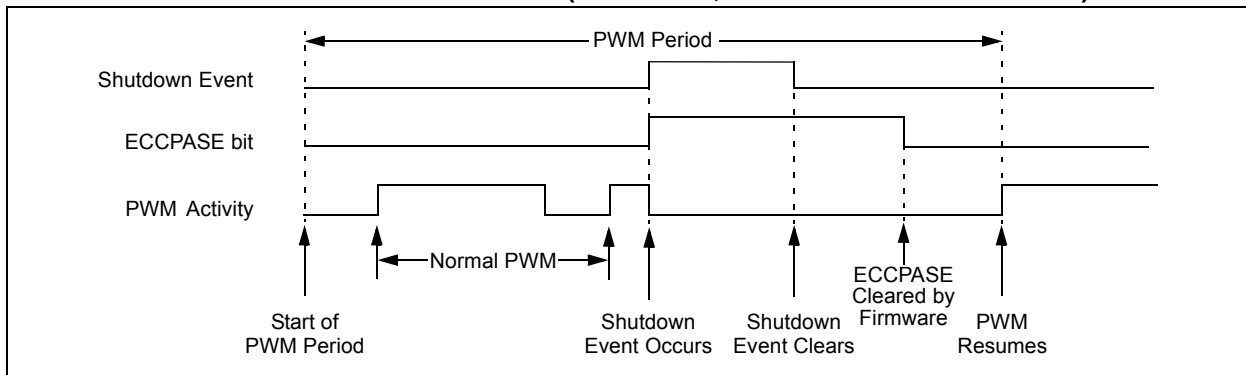 PWM Period
Shutdown Event
ECCPASE bit
PWM Activity
Normal PWM
Start of
PWM Period
Shutdown
Event Occurs
Shutdown
Event Clears
ECCPASE
Cleared by
Firmware
PWM
Resumes